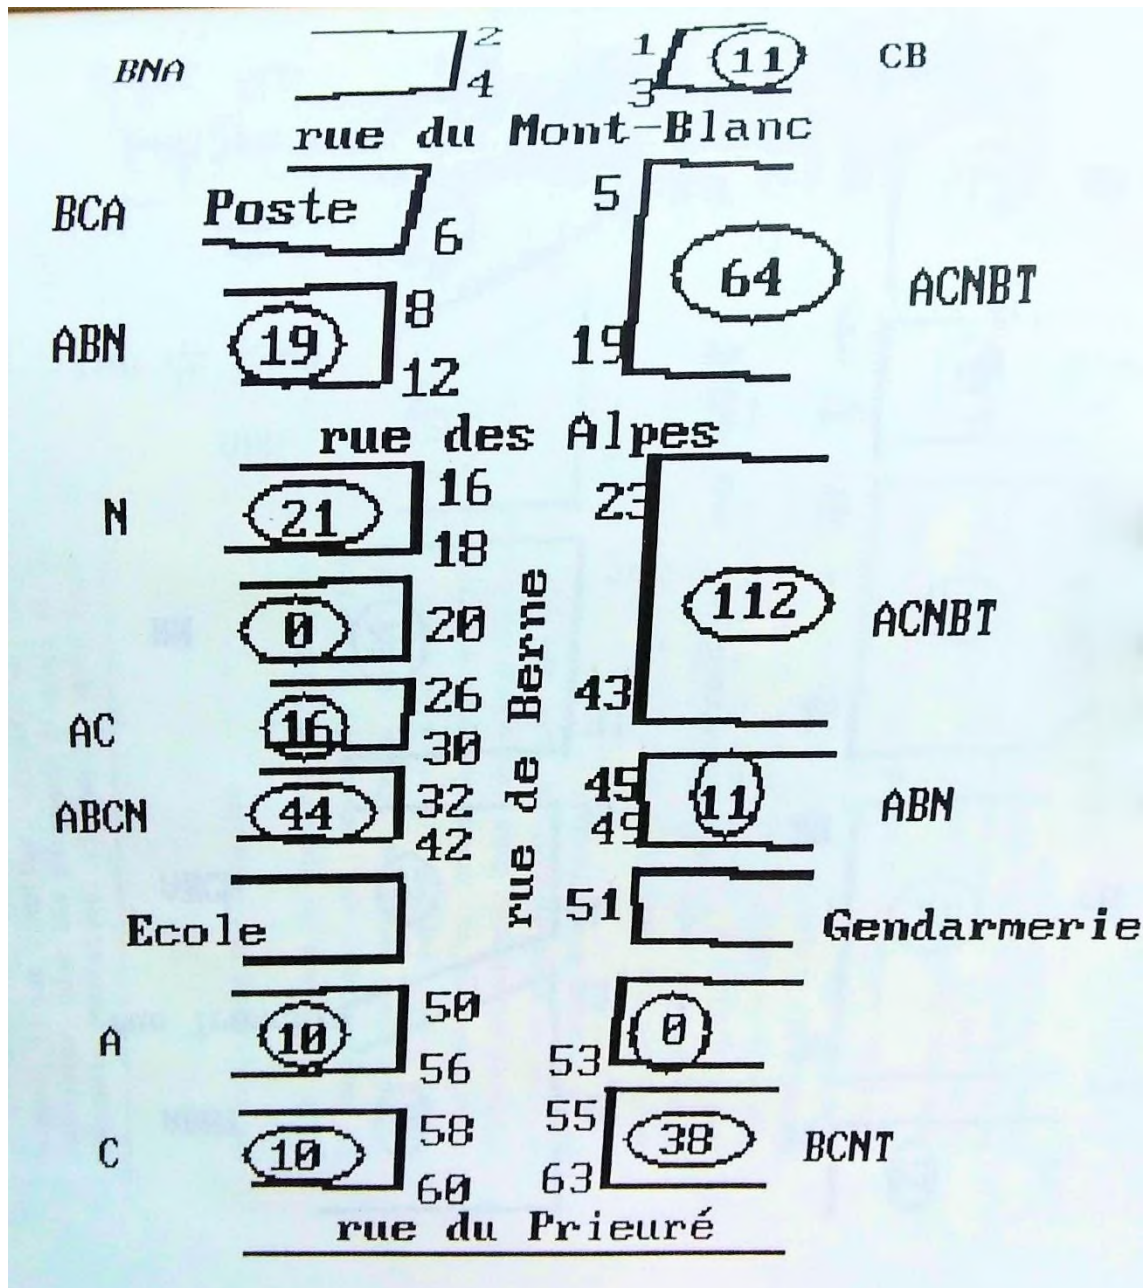 BNA 2 1 11 CB
4 3
rue du Mont-Blanc
BCA Poste 6 5
64 ACNBT
ABN 19 8 19
12
rue des Alpes
N 21 16 23
18
0 20 112 ACNBT
AC 16 26 43
30
ABCN 44 32 45 11 ABN
42 49
rue de Berne
Ecole 51 Gendarmerie
A 10 50 0
56 53
C 10 58 55 38 BCNT
60 63
rue du Prieuré